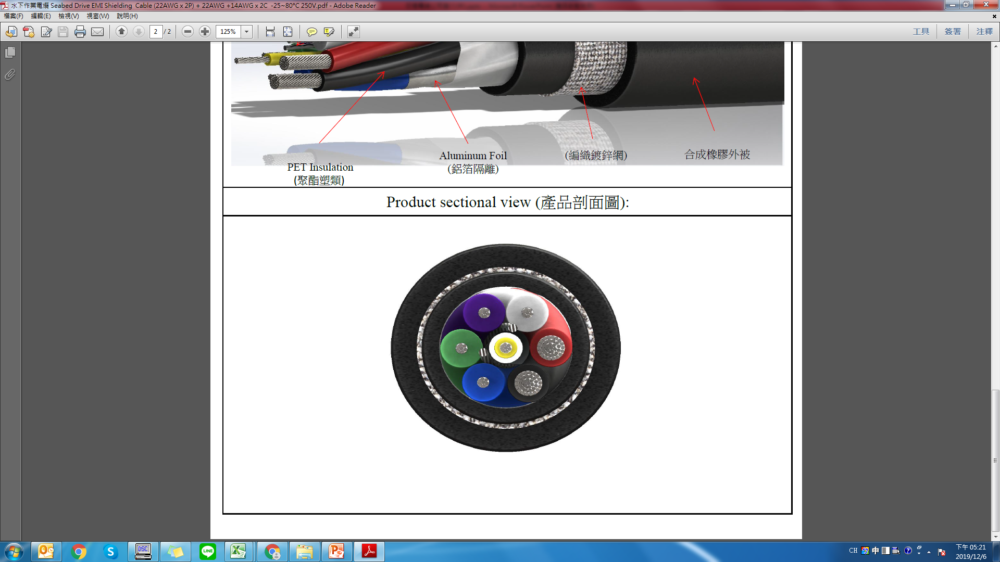 水下作業電纜 Seabed Drive EMI Shielding  Cable (22AWG x 2P) + 22AWG +14AWG x 2C  -25~80°C 250V.pdf - Adobe Reader
檔案(F) 編輯(E) 檢視(V) 視窗(W) 說明(H)
2 / 2 125% 工具 簽署 注釋
PET Insulation
(聚酯塑類)
Aluminum Foil
(鋁箔隔離)
(編織鍍鋅網)
合成橡膠外被
Product sectional view (產品剖面圖):
DSC
LINE
CH 中
下午 05:21
2019/12/6